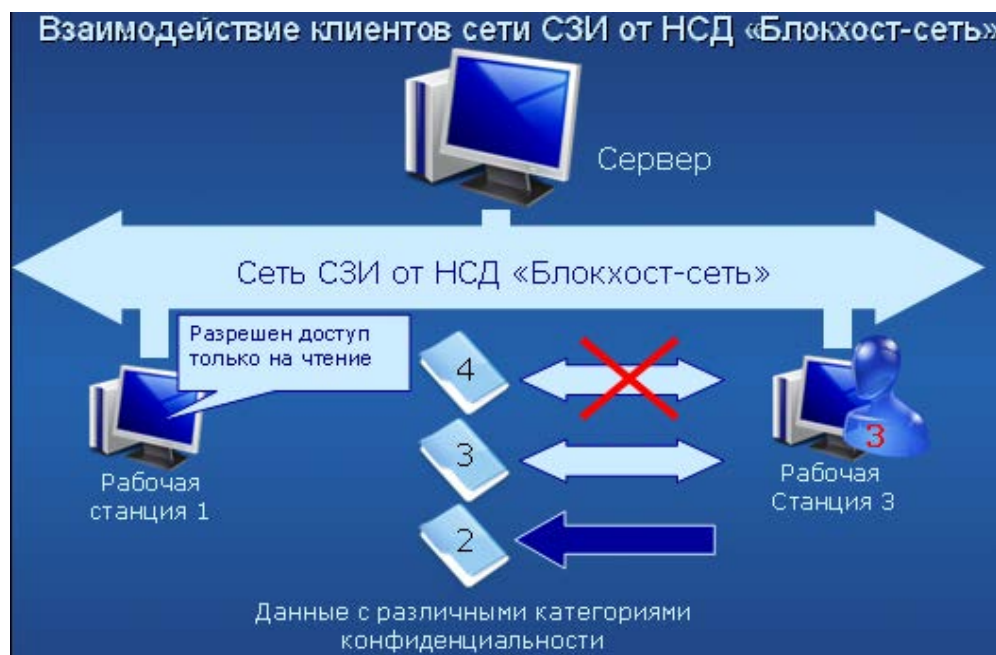 Взаимодействие клиентов сети СЗИ от НСД «Блокхост-сеть»
Сервер
Сеть СЗИ от НСД «Блокхост-сеть»
Разрешен доступ
только на чтение
4
3
2
3
Рабочая
станция 1
Рабочая
Станция 3
Данные с различными категориями
конфиденциальности